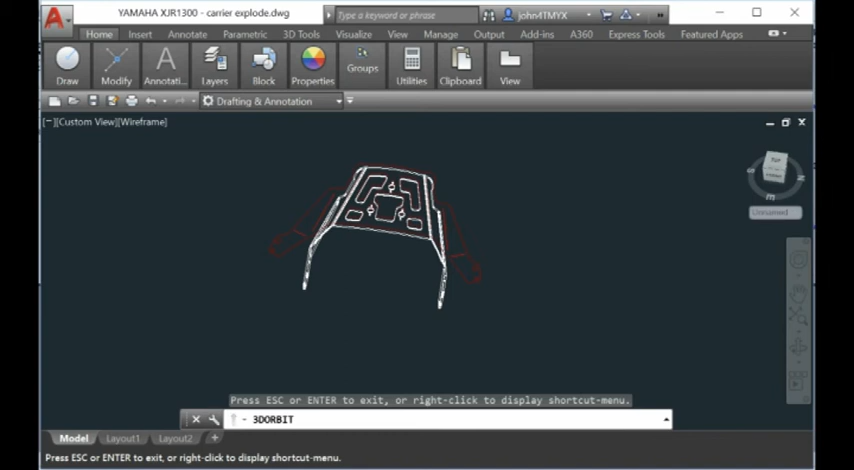 YAMAHA XJR1300 - carrier explode.dwg
Type a keyword or phrase
john4TMYX
Home Insert Annotate Parametric 3D Tools Visualize View Manage Output Add-ins A360 Express Tools Featured Apps
Draw Modify Annotati... Layers Block Properties Groups Utilities Clipboard View
Drafting & Annotation
[−][Custom View][Wireframe]
TOP
Unnamed
Press ESC or ENTER to exit, or right-click to display shortcut-menu.
- 3DORBIT
Model Layout1 Layout2 +
Press ESC or ENTER to exit, or right-click to display shortcut-menu.